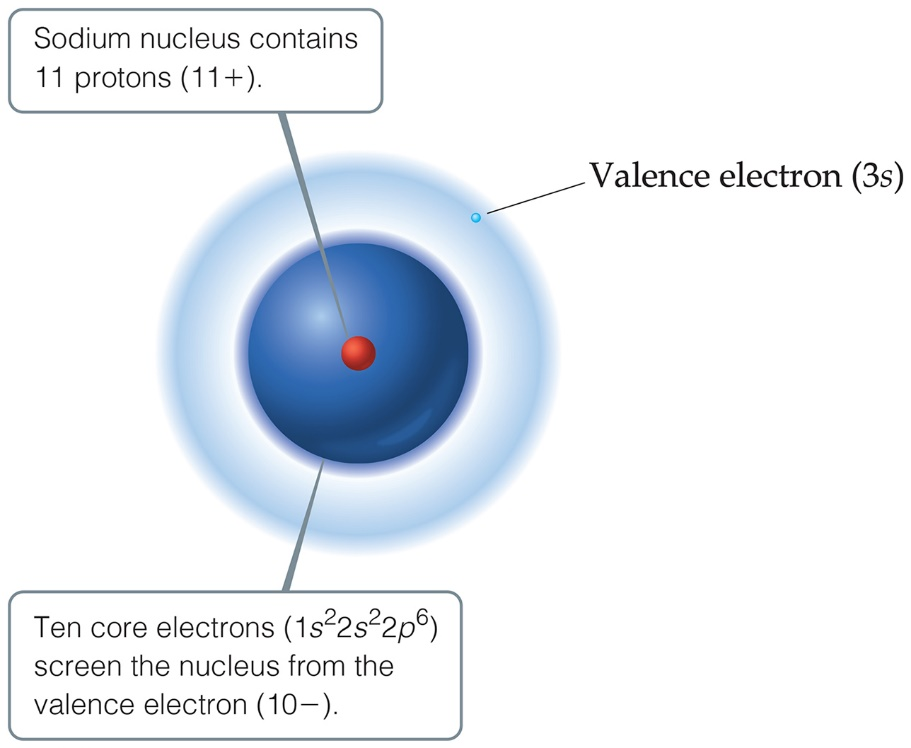 Sodium nucleus contains
11 protons (11+).
Valence electron (3s)
Ten core electrons (1s²2s²2p⁶)
screen the nucleus from the
valence electron (10−).